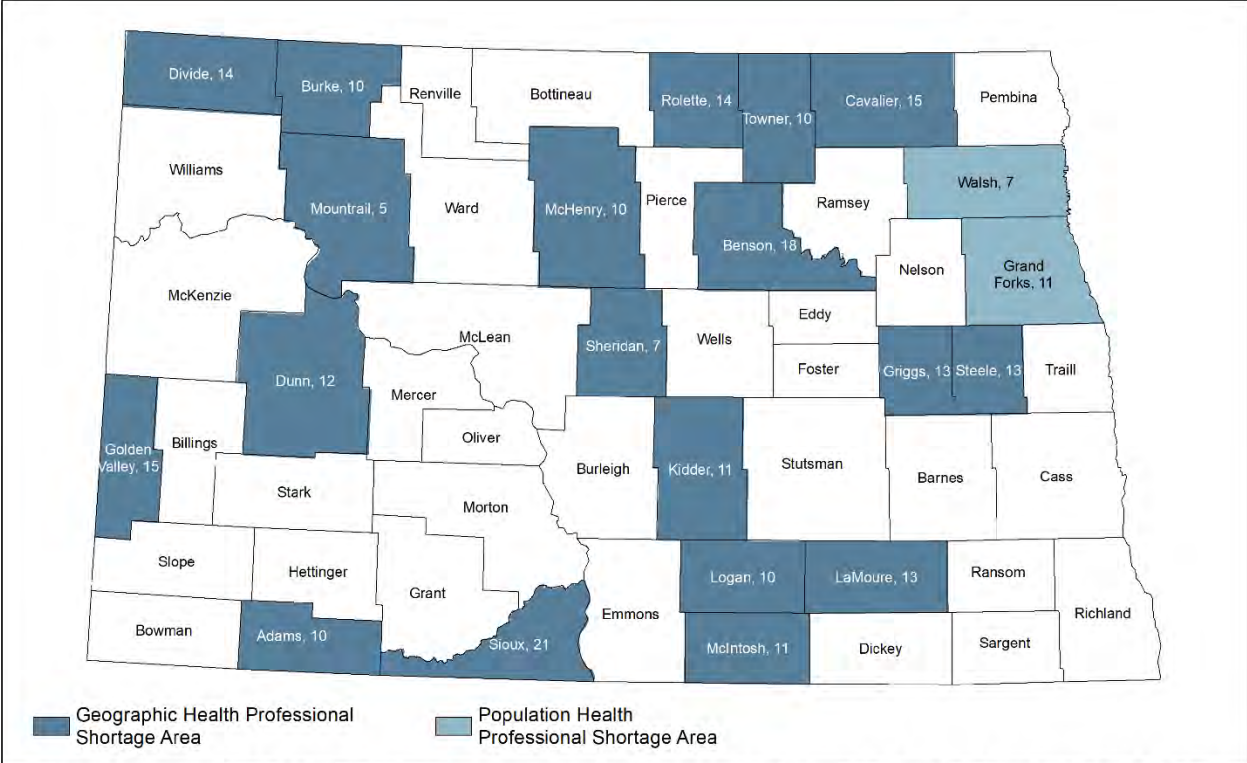 Divide, 14
Burke, 10
Renville
Bottineau
Rolette, 14
Towner, 10
Cavalier, 15
Pembina
Williams
Mountrail, 5
Ward
McHenry, 10
Pierce
Benson, 18
Ramsey
Walsh, 7
Nelson
Grand
Forks, 11
McKenzie
Dunn, 12
McLean
Sheridan, 7
Wells
Eddy
Foster
Griggs, 13
Steele, 13
Traill
Golden
Valley, 15
Billings
Mercer
Oliver
Burleigh
Kidder, 11
Stutsman
Barnes
Cass
Stark
Morton
Slope
Hettinger
Grant
Emmons
Logan, 10
LaMoure, 13
Ransom
Richland
Bowman
Adams, 10
Sioux, 21
McIntosh, 11
Dickey
Sargent
Geographic Health Professional
Shortage Area
Population Health
Professional Shortage Area